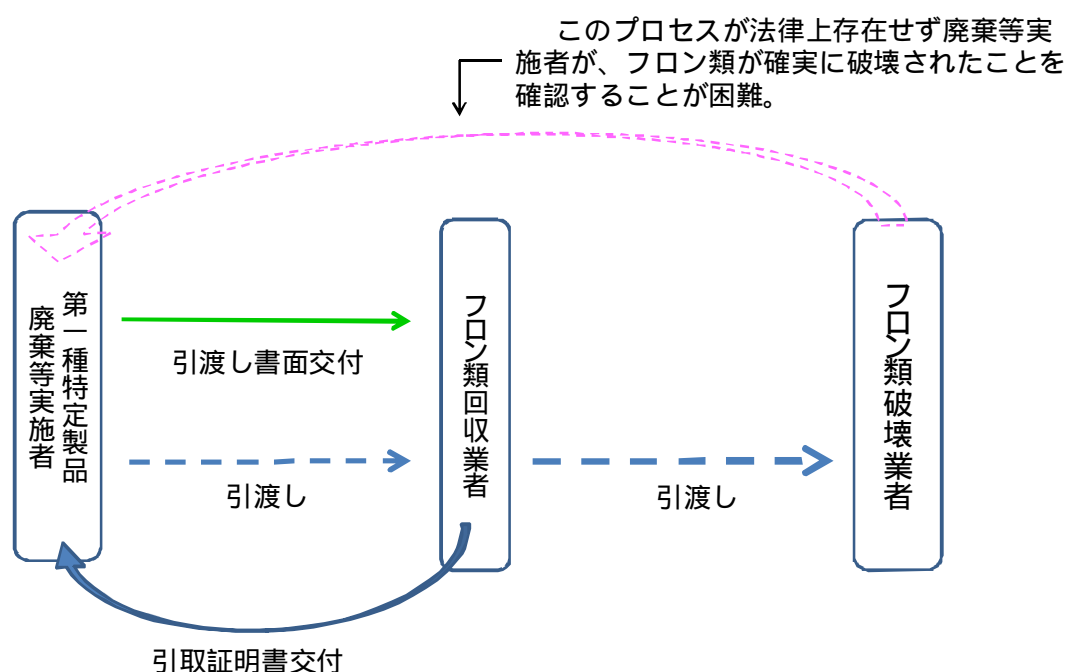 このプロセスが法律上存在せず廃棄等実
施者が、フロン類が確実に破壊されたことを
確認することが困難。
第一種特定製品
廃棄等実施者
引渡し書面交付
引渡し
フロン類回収業者
引渡し
フロン類破壊業者
引取証明書交付